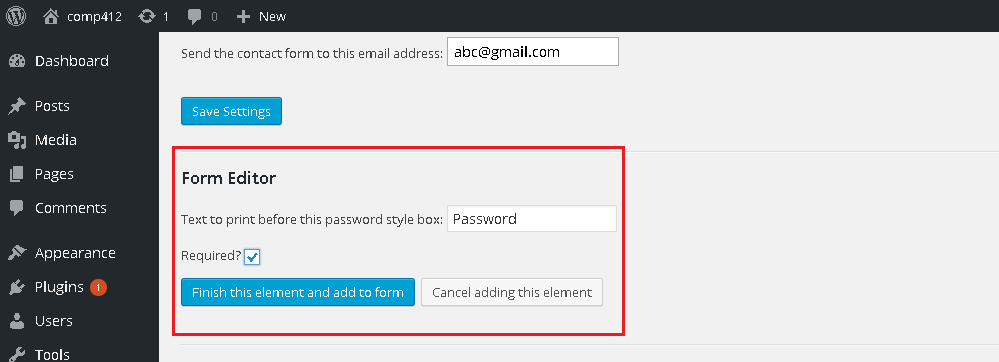 comp412 1 0 New
Dashboard
Send the contact form to this email address: abc@gmail.com
Posts
Save Settings
Media
Pages
Form Editor
Comments
Text to print before this password style box: Password
Appearance
Required?
Plugins 1
Finish this element and add to form Cancel adding this element
Users
Tools